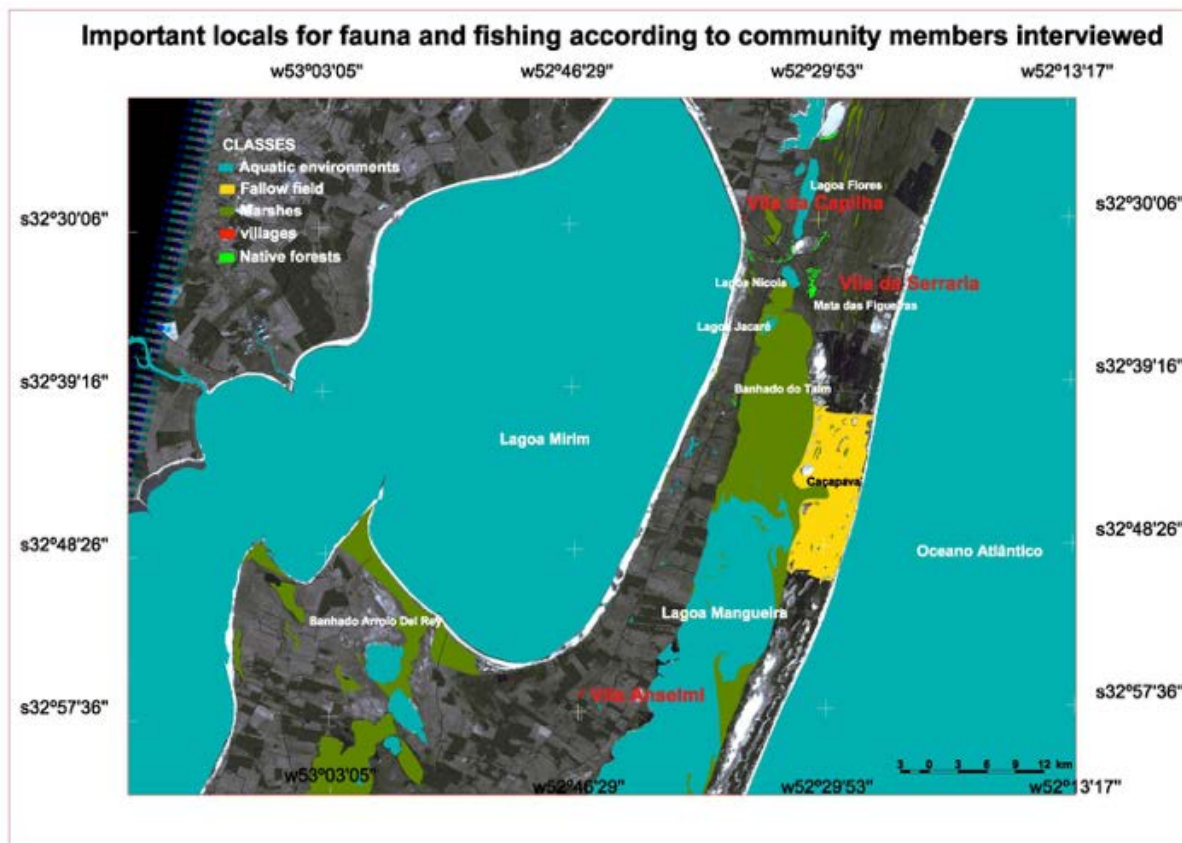 Important locals for fauna and fishing according to community members interviewed
w53º03'05" w52º46'29" w52º29'53" w52º13'17"
CLASSES
Aquatic environments
Fallow field
Marshes
villages
Native forests
Lagoa Flores
Vila da Capilha
s32º30'06" s32º30'06"
Lagoa Nicola
Vila da Serraria
Mata das Figueiras
Lagoa Jacaré
s32º39'16" s32º39'16"
Banhado do Taim
Lagoa Mirim
Caçapava
s32º48'26" s32º48'26"
Oceano Atlântico
Banhado Arroio Del Rey
Lagoa Mangueira
Vila Anselmi
s32º57'36" s32º57'36"
3 0 3 6 9 12 km
w53º03'05" w52º46'29" w52º29'53" w52º13'17"